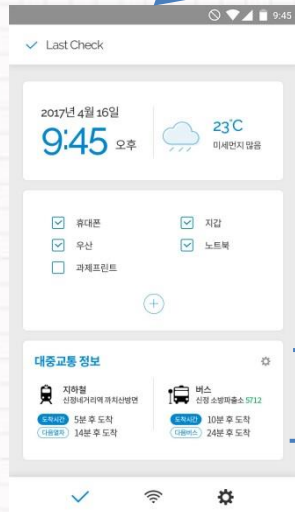 9:45
Last Check
2017년 4월 16일
9:45 오후
23°C
미세먼지 많음
휴대폰
지갑
우산
노트북
과제프린트
대중교통 정보
지하철
신정네거리역 까치산방면
도착시간 5분 후 도착
다음열차 14분 후 도착
버스
신정 소방파출소 5712
도착시간 10분 후 도착
다음버스 24분 후 도착